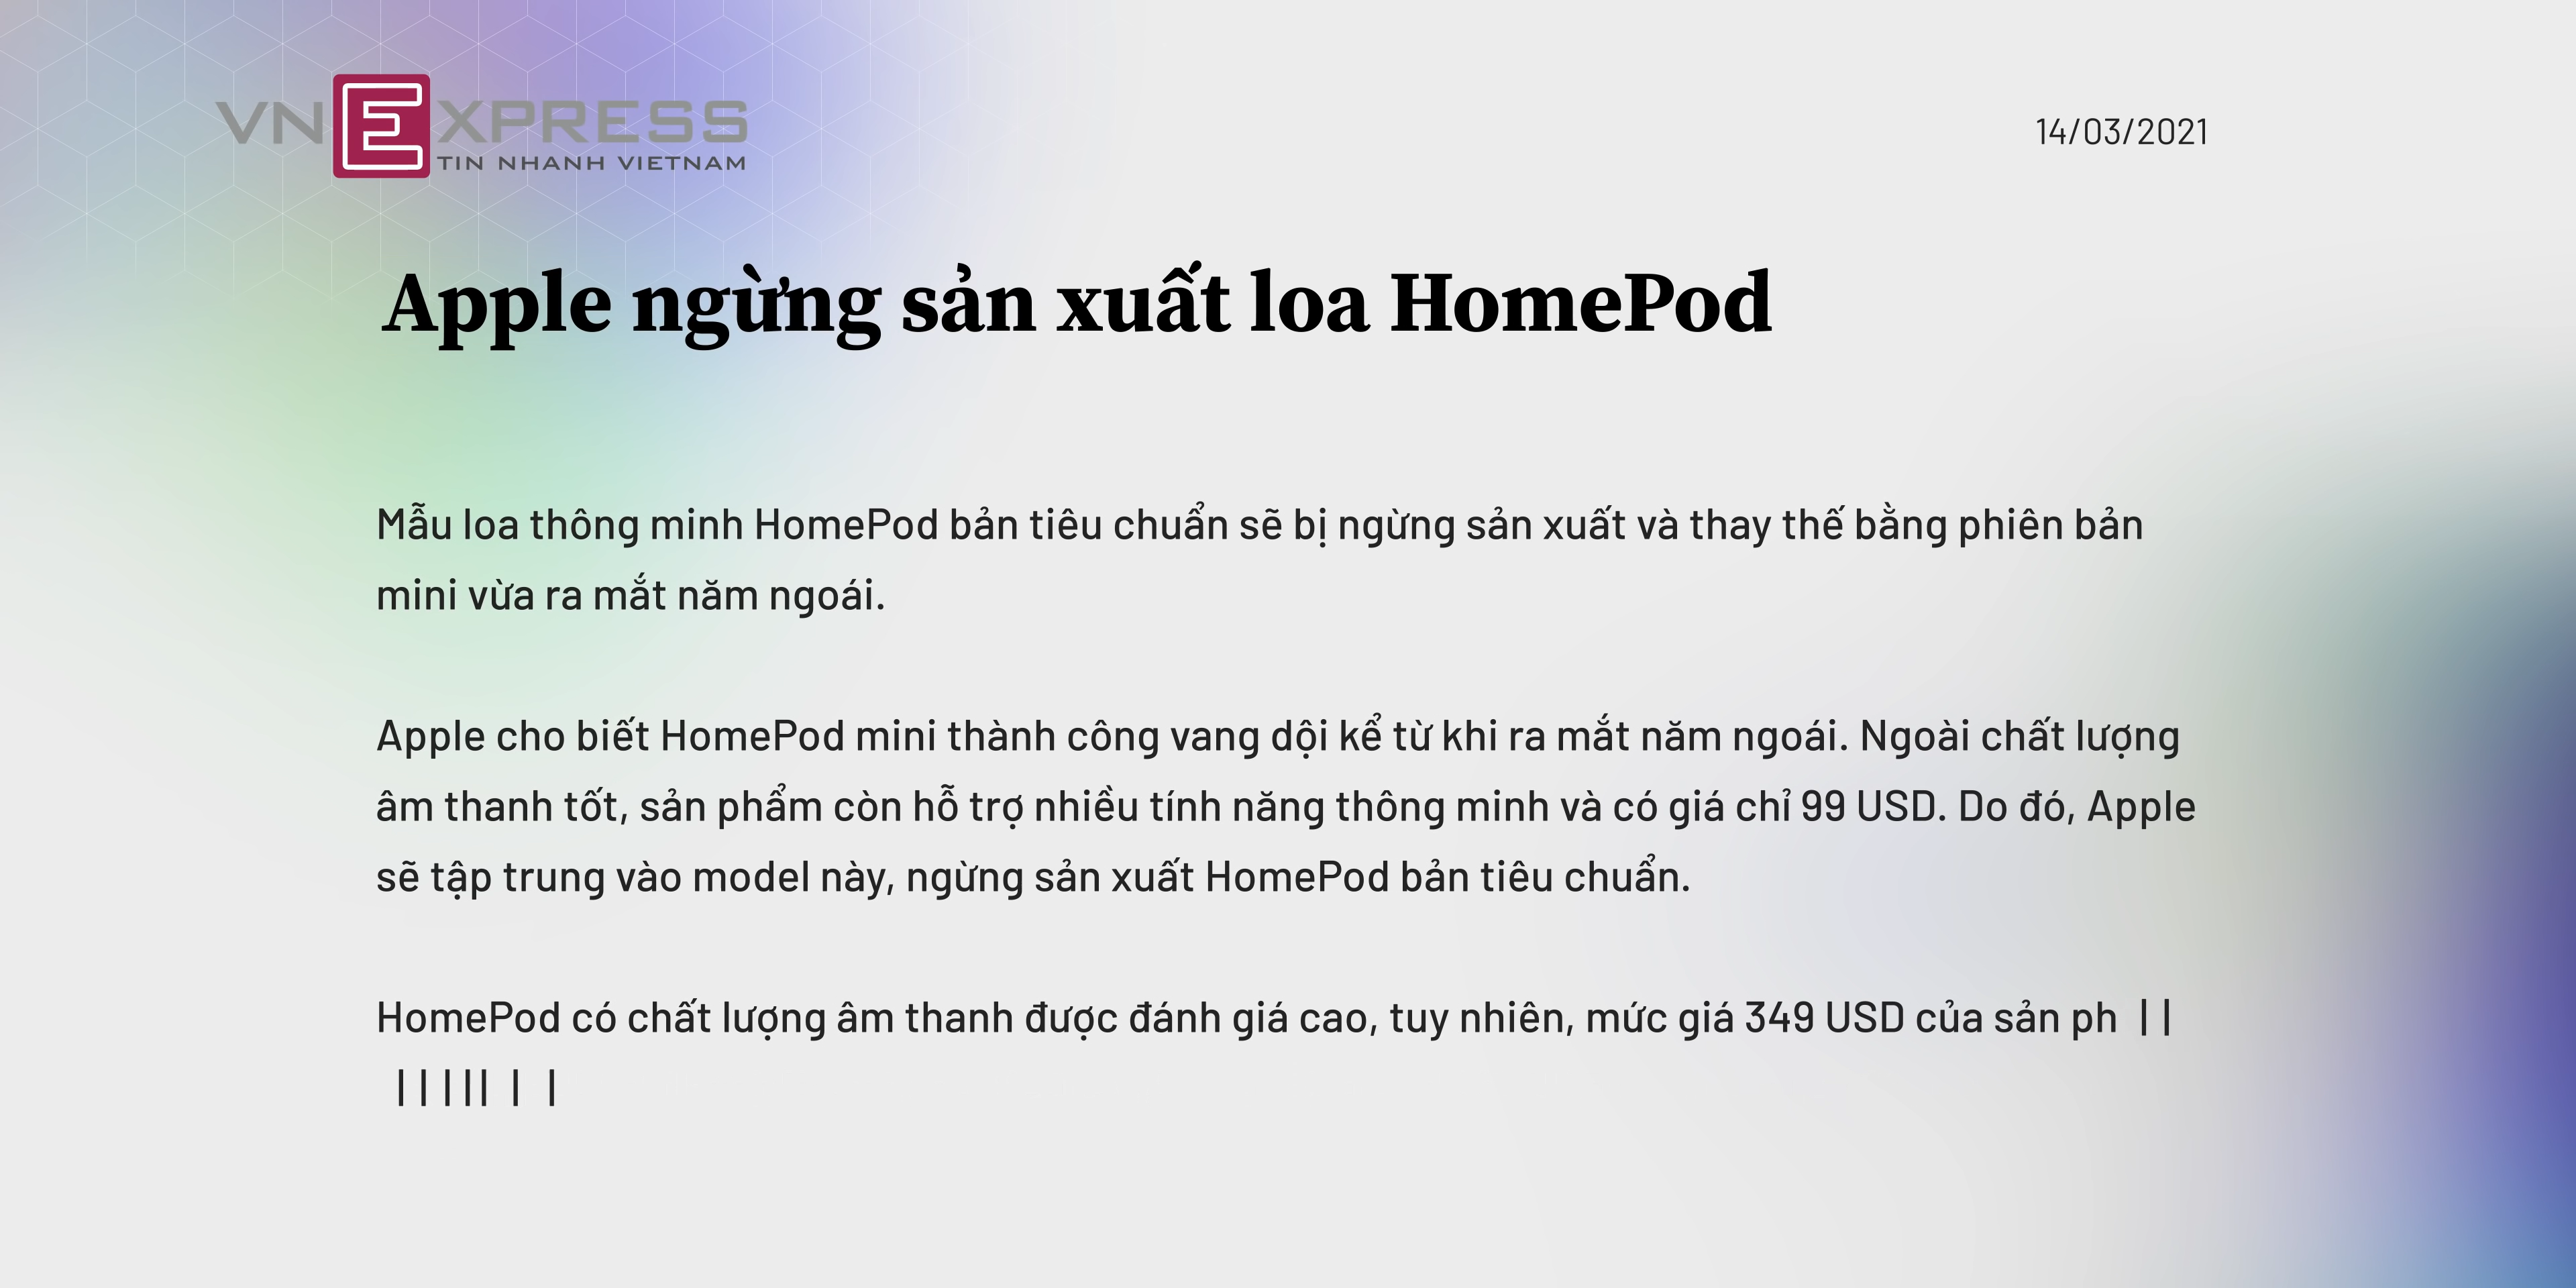 VNEXPRESS
TIN NHANH VIETNAM
14/03/2021
Apple ngừng sản xuất loa HomePod
Mẫu loa thông minh HomePod bản tiêu chuẩn sẽ bị ngừng sản xuất và thay thế bằng phiên bản
mini vừa ra mắt năm ngoái.
Apple cho biết HomePod mini thành công vang dội kể từ khi ra mắt năm ngoái. Ngoài chất lượng
âm thanh tốt, sản phẩm còn hỗ trợ nhiều tính năng thông minh và có giá chỉ 99 USD. Do đó, Apple
sẽ tập trung vào model này, ngừng sản xuất HomePod bản tiêu chuẩn.
HomePod có chất lượng âm thanh được đánh giá cao, tuy nhiên, mức giá 349 USD của sản ph | |
| | | | | | |